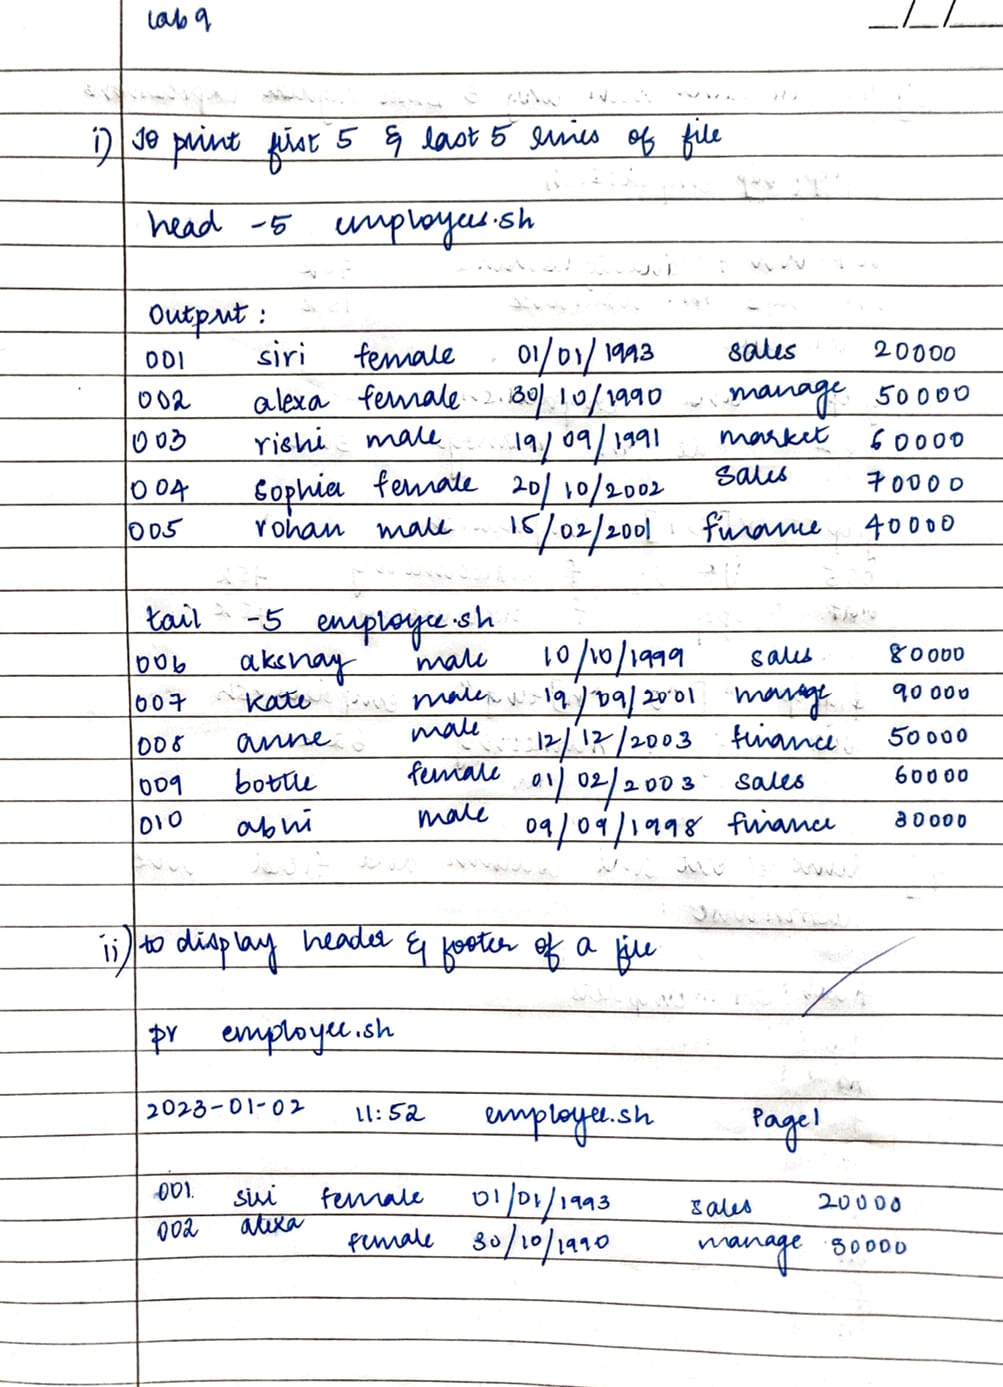 Lab 9
i) To print first 5 & last 5 lines of file
head -5 employee.sh
Output :
001 siri female 01/01/1993 sales 20000
002 alexa female 30/10/1990 manage 50000
003 rishi male 19/09/1991 market 60000
004 sophia female 20/10/2002 sales 70000
005 rohan male 15/02/2001 finance 40000
tail -5 employee.sh
006 akshay male 10/10/1999 sales 80000
007 kate male 19/09/2001 manage 90000
008 anne male 12/12/2003 finance 50000
009 bottle female 01/02/2003 sales 60000
010 abhi male 09/09/1998 finance 30000
ii) to display header & footer of a file
pr employee.sh
2023-01-02 11:52 employee.sh Page1
001. siri female 01/01/1993 sales 20000
002 alexa female 30/10/1990 manage 50000